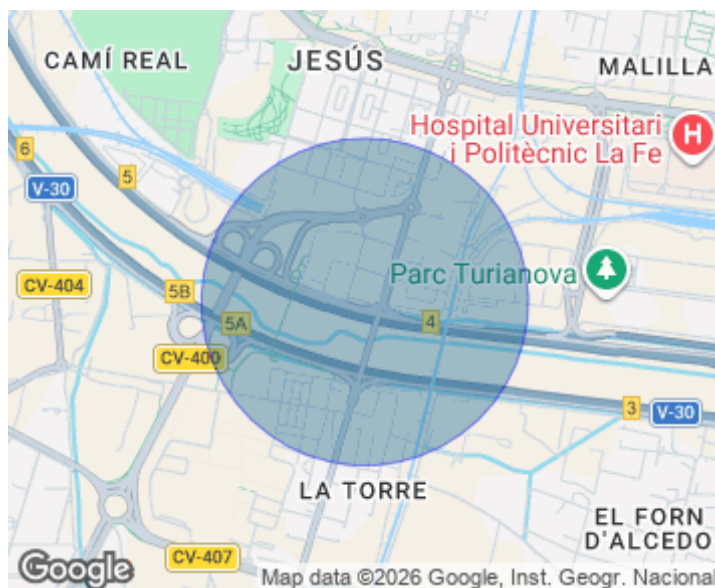 CAMÍ REAL
JESÚS
MALILLA
Hospital Universitari
i Politècnic La Fe
H
6
5
V-30
Parc Turianova
CV-404
5B
5A
4
CV-400
3
V-30
LA TORRE
EL FORN
D'ALCEDO
CV-407
Google
Map data ©2026 Google, Inst. Geogr. Nacional